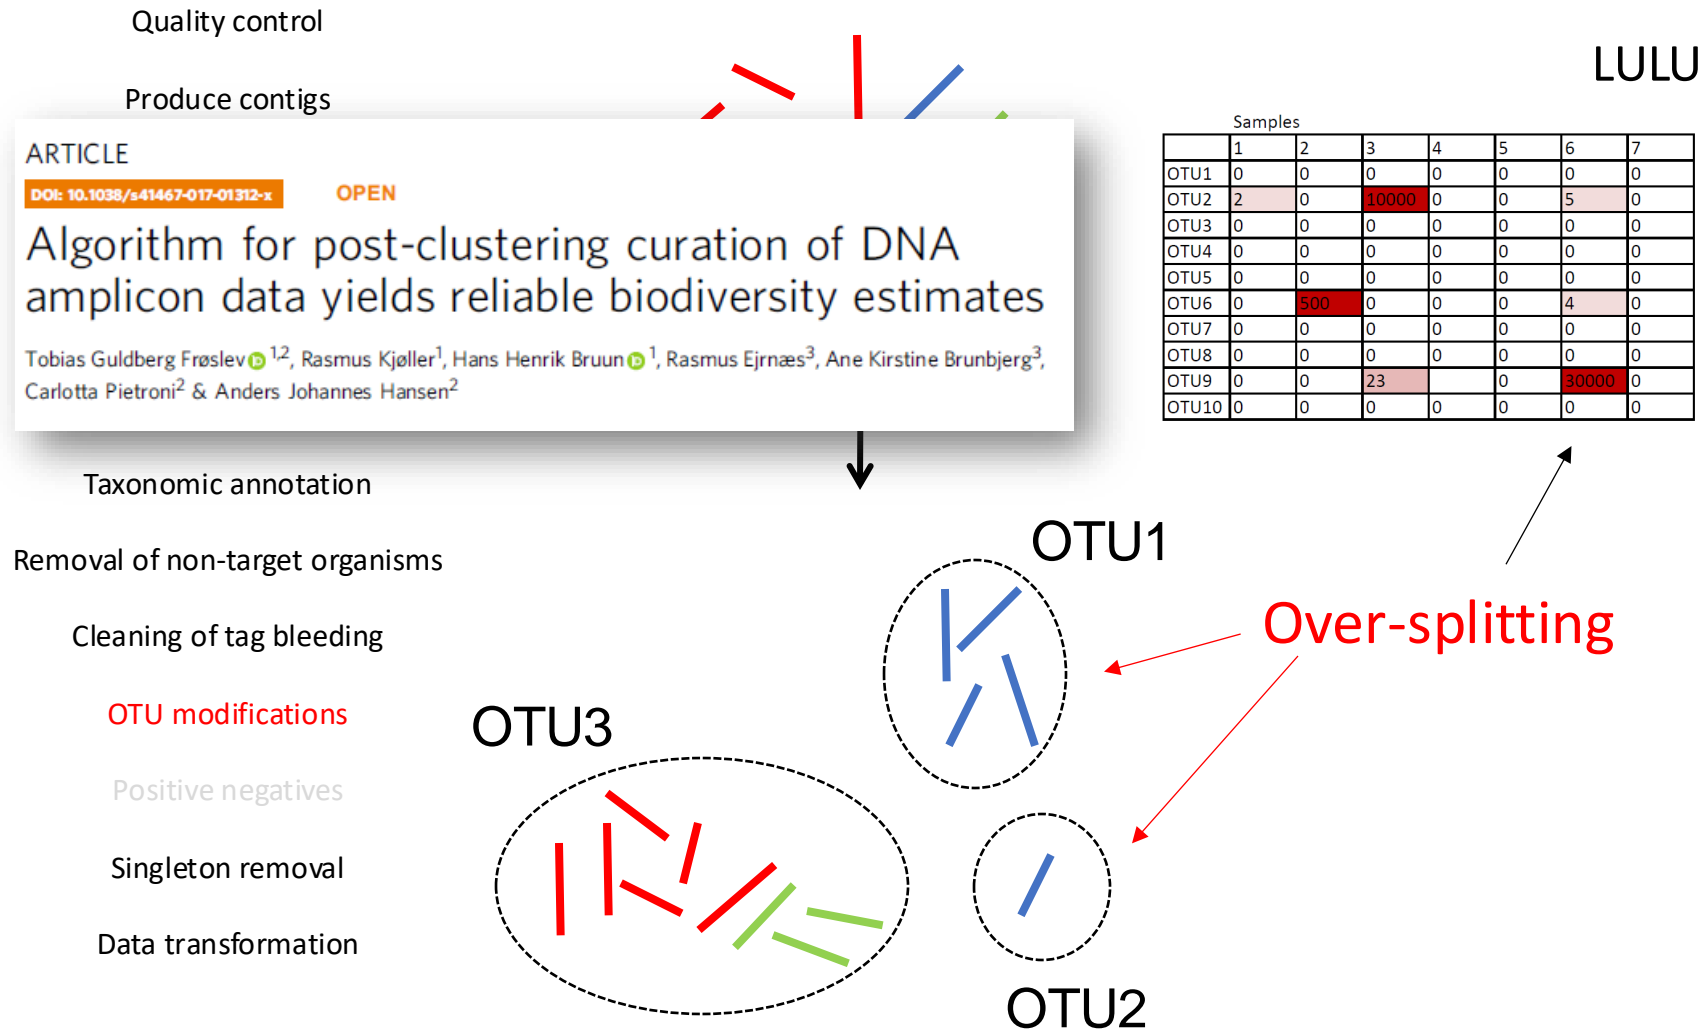 Quality control
Produce contigs
ARTICLE
DOI: 10.1038/s41467-017-01312-x OPEN
Algorithm for post-clustering curation of DNA
amplicon data yields reliable biodiversity estimates
Tobias Guldberg Frøslev 1,2, Rasmus Kjøller1, Hans Henrik Bruun 1, Rasmus Ejrnæs3, Ane Kirstine Brunbjerg3,
Carlotta Pietroni2 & Anders Johannes Hansen2
Taxonomic annotation
Removal of non-target organisms
Cleaning of tag bleeding
OTU modifications
Positive negatives
Singleton removal
Data transformation
LULU
Samples
1 2 3 4 5 6 7
OTU1 0 0 0 0 0 0 0
OTU2 2 0 10000 0 0 5 0
OTU3 0 0 0 0 0 0 0
OTU4 0 0 0 0 0 0 0
OTU5 0 0 0 0 0 0 0
OTU6 0 500 0 0 0 4 0
OTU7 0 0 0 0 0 0 0
OTU8 0 0 0 0 0 0 0
OTU9 0 0 23 0 30000 0
OTU10 0 0 0 0 0 0 0
OTU1
Over-splitting
OTU3
OTU2